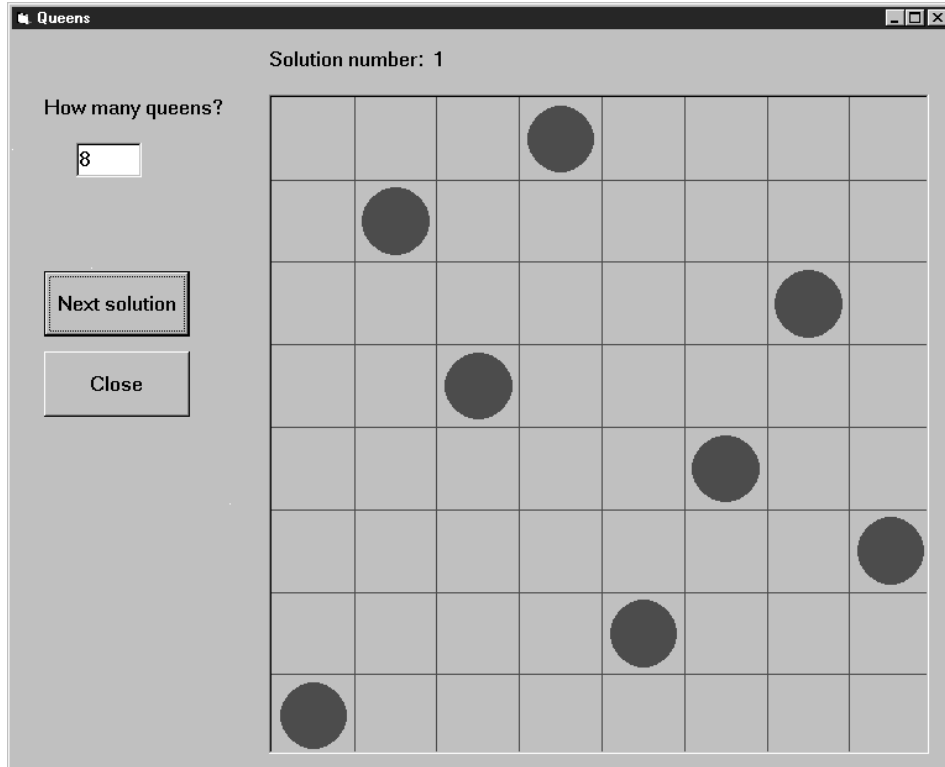 Queens
Solution number: 1
How many queens?
8
Next solution
Close